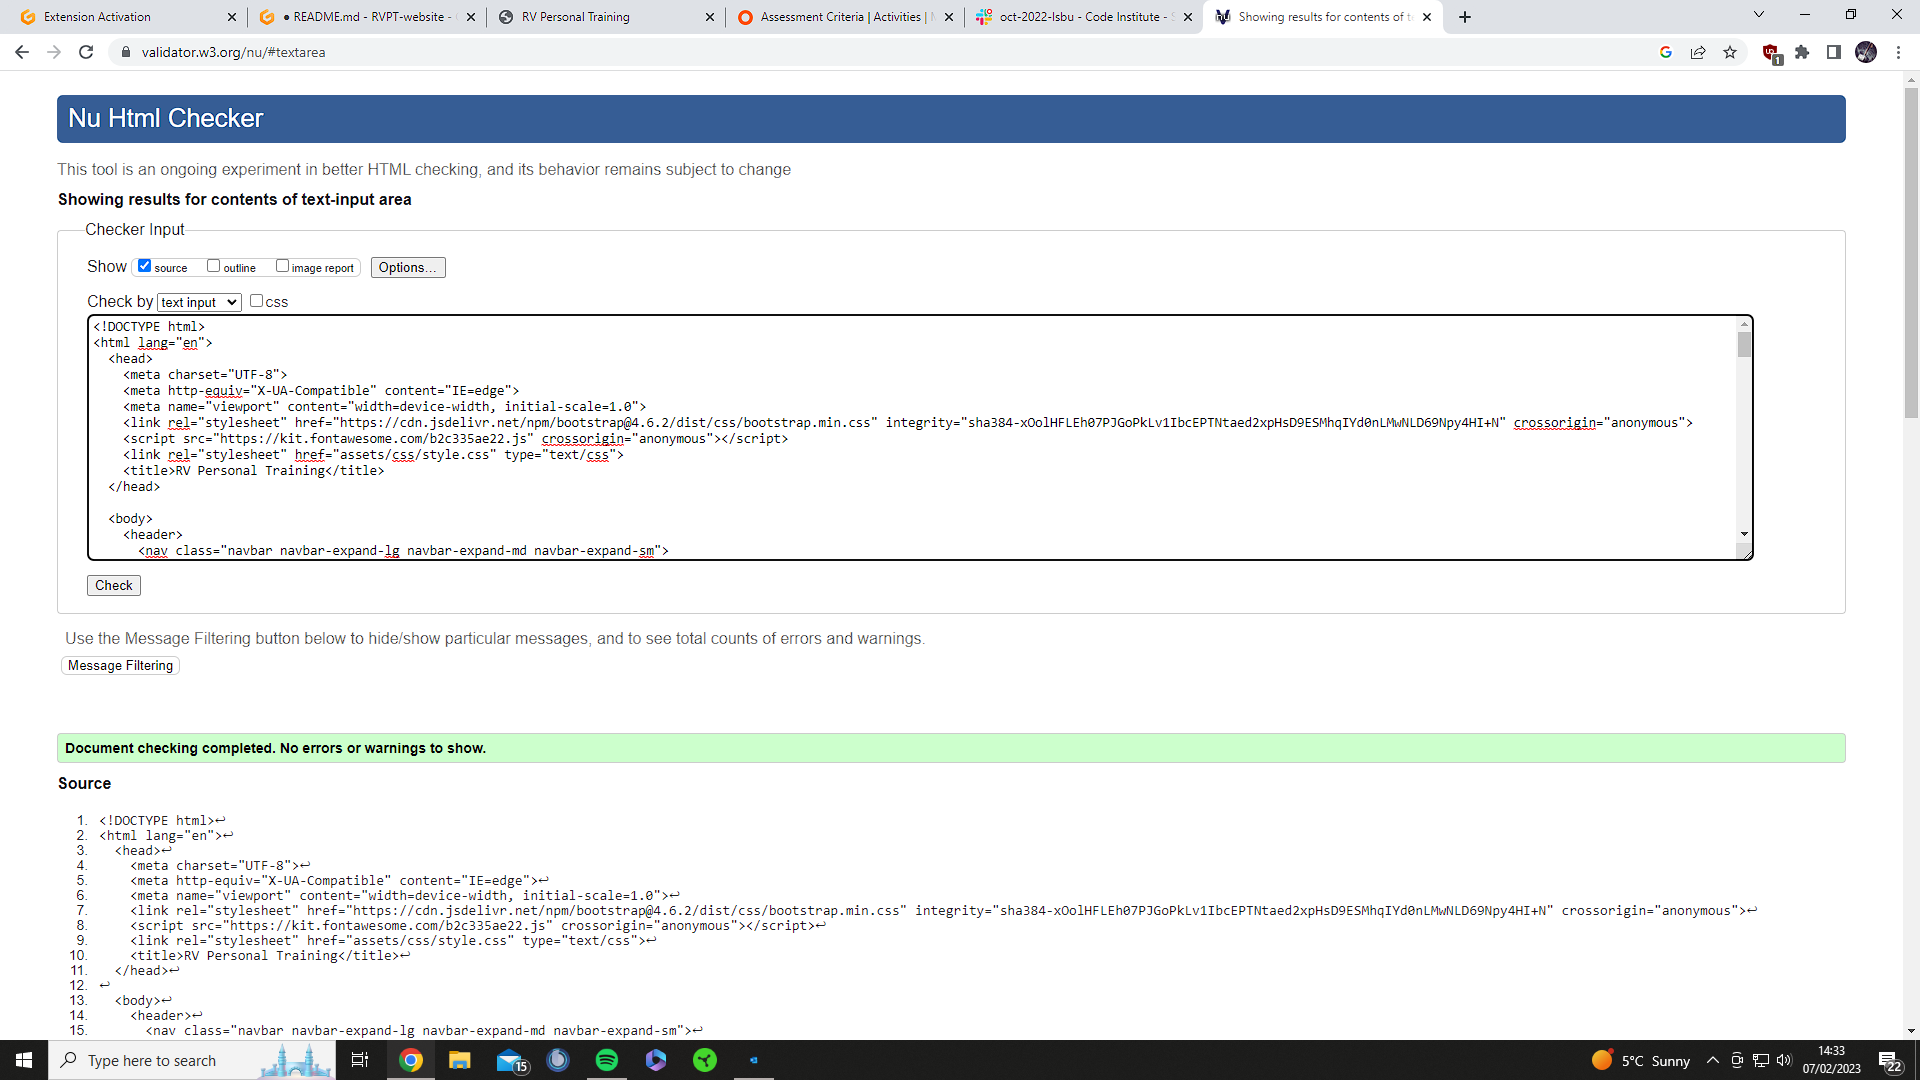 Extension Activation
● README.md - RVPT-website -
RV Personal Training
Assessment Criteria | Activities |
oct-2022-lsbu - Code Institute -
Showing results for contents of t
validator.w3.org/nu/#textarea
1
Nu Html Checker
This tool is an ongoing experiment in better HTML checking, and its behavior remains subject to change
Showing results for contents of text-input area
Checker Input
Show source outline image report Options...
Check by text input css
<!DOCTYPE html>
<html lang="en">
<head>
<meta charset="UTF-8">
<meta http-equiv="X-UA-Compatible" content="IE=edge">
<meta name="viewport" content="width=device-width, initial-scale=1.0">
<link rel="stylesheet" href="https://cdn.jsdelivr.net/npm/bootstrap@4.6.2/dist/css/bootstrap.min.css" integrity="sha384-xOolHFLEh07PJGoPkLv1IbcEPTNtaed2xpHsD9ESMhqIYd0nLMwNLD69Npy4HI+N" crossorigin="anonymous">
<script src="https://kit.fontawesome.com/b2c335ae22.js" crossorigin="anonymous"></script>
<link rel="stylesheet" href="assets/css/style.css" type="text/css">
<title>RV Personal Training</title>
</head>
<body>
<header>
<nav class="navbar navbar-expand-lg navbar-expand-md navbar-expand-sm">
Check
Use the Message Filtering button below to hide/show particular messages, and to see total counts of errors and warnings.
Message Filtering
Document checking completed. No errors or warnings to show.
Source
1. <!DOCTYPE html>↩
2. <html lang="en">↩
3. <head>↩
4. <meta charset="UTF-8">↩
5. <meta http-equiv="X-UA-Compatible" content="IE=edge">↩
6. <meta name="viewport" content="width=device-width, initial-scale=1.0">↩
7. <link rel="stylesheet" href="https://cdn.jsdelivr.net/npm/bootstrap@4.6.2/dist/css/bootstrap.min.css" integrity="sha384-xOolHFLEh07PJGoPkLv1IbcEPTNtaed2xpHsD9ESMhqIYd0nLMwNLD69Npy4HI+N" crossorigin="anonymous">↩
8. <script src="https://kit.fontawesome.com/b2c335ae22.js" crossorigin="anonymous"></script>↩
9. <link rel="stylesheet" href="assets/css/style.css" type="text/css">↩
10. <title>RV Personal Training</title>↩
11. </head>↩
12. ↩
13. <body>↩
14. <header>↩
15. <nav class="navbar navbar-expand-lg navbar-expand-md navbar-expand-sm">↩
Type here to search
15
5°C Sunny
14:33
07/02/2023
22